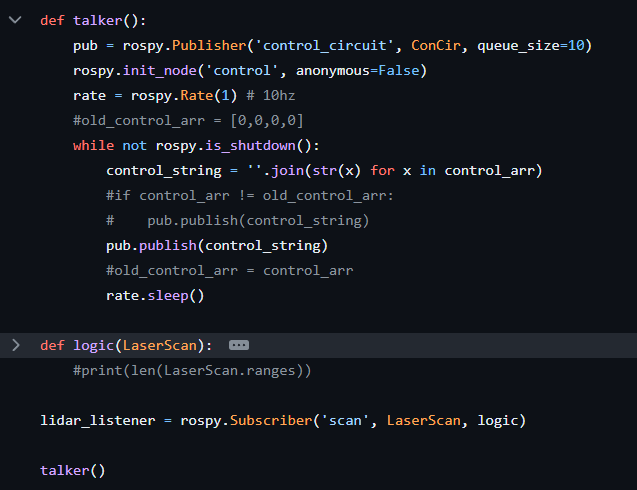 def talker():
    pub = rospy.Publisher('control_circuit', ConCir, queue_size=10)
    rospy.init_node('control', anonymous=False)
    rate = rospy.Rate(1) # 10hz
    #old_control_arr = [0,0,0,0]
    while not rospy.is_shutdown():
        control_string = ''.join(str(x) for x in control_arr)
        #if control_arr != old_control_arr:
        #    pub.publish(control_string)
        pub.publish(control_string)
        #old_control_arr = control_arr
        rate.sleep()
def logic(LaserScan): ...
    #print(len(LaserScan.ranges))
lidar_listener = rospy.Subscriber('scan', LaserScan, logic)
talker()